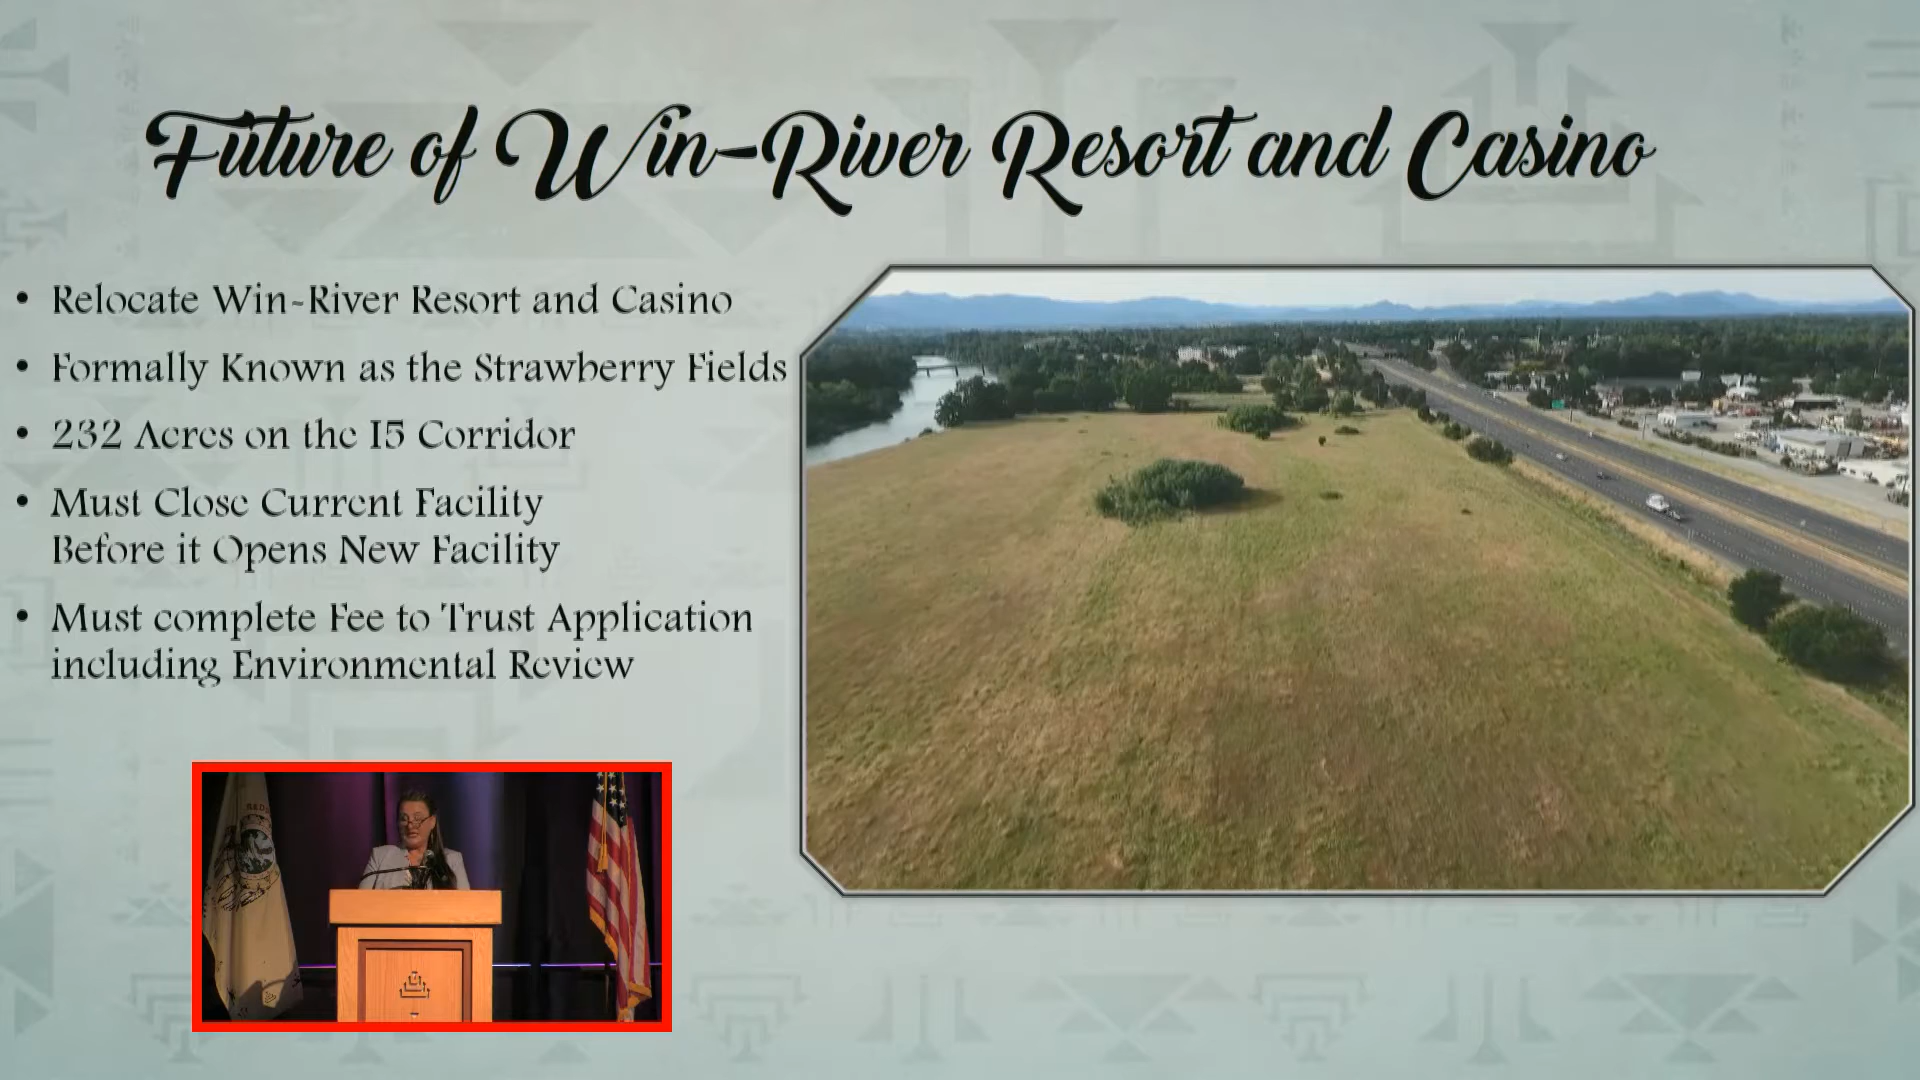 Future of Win-River Resort and Casino
• Relocate Win-River Resort and Casino
• Formally Known as the Strawberry Fields
• 232 Acres on the I5 Corridor
• Must Close Current Facility
Before it Opens New Facility
• Must complete Fee to Trust Application
including Environmental Review